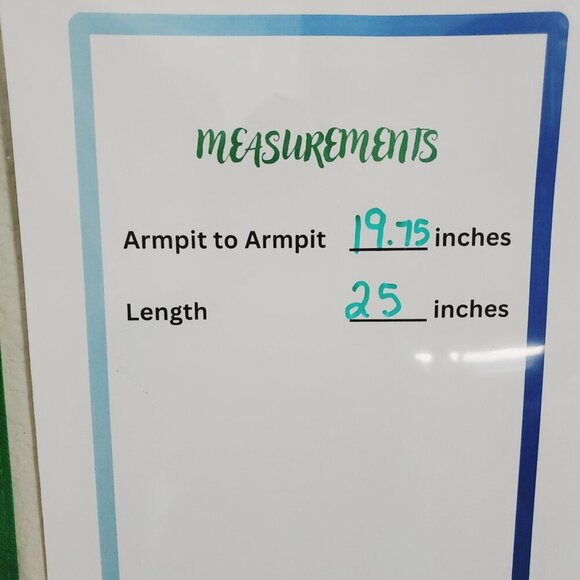 MEASUREMENTS
Armpit to Armpit 19.75 inches
Length 25 inches